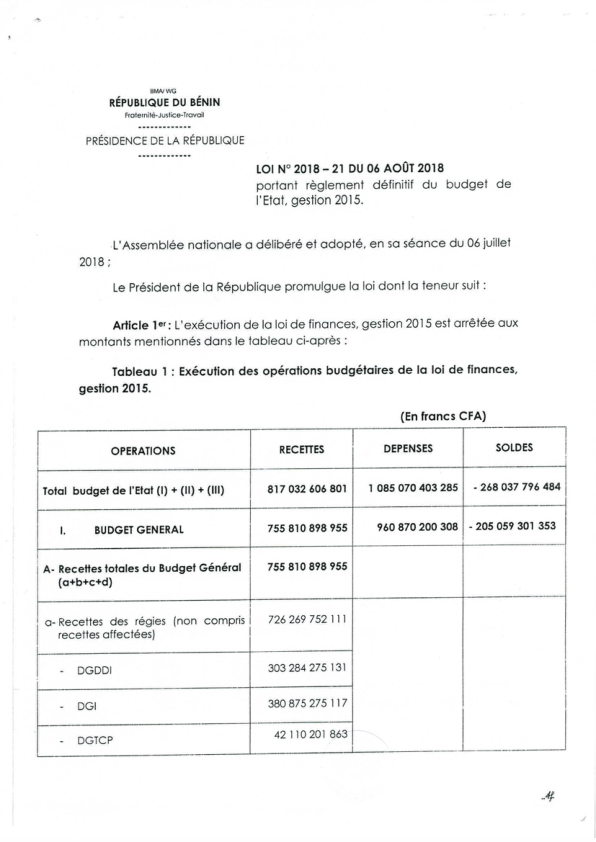 BMA/ WG
RÉPUBLIQUE DU BÉNIN
Fraternité-Justice-Travail
-------------
PRÉSIDENCE DE LA RÉPUBLIQUE
-------------
LOI N° 2018 – 21 DU 06 AOÛT 2018
portant règlement définitif du budget de
l'Etat, gestion 2015.
L'Assemblée nationale a délibéré et adopté, en sa séance du 06 juillet
2018 ;
Le Président de la République promulgue la loi dont la teneur suit :
Article 1er : L'exécution de la loi de finances, gestion 2015 est arrêtée aux
montants mentionnés dans le tableau ci-après :
Tableau 1 : Exécution des opérations budgétaires de la loi de finances,
gestion 2015.
(En francs CFA)
OPERATIONS RECETTES DEPENSES SOLDES
Total budget de l'Etat (I) + (II) + (III) 817 032 606 801 1 085 070 403 285 - 268 037 796 484
I. BUDGET GENERAL 755 810 898 955 960 870 200 308 - 205 059 301 353
A- Recettes totales du Budget Général 755 810 898 955
(a+b+c+d)
a- Recettes des régies (non compris 726 269 752 111
recettes affectées)
- DGDDI 303 284 275 131
- DGI 380 875 275 117
- DGTCP 42 110 201 863